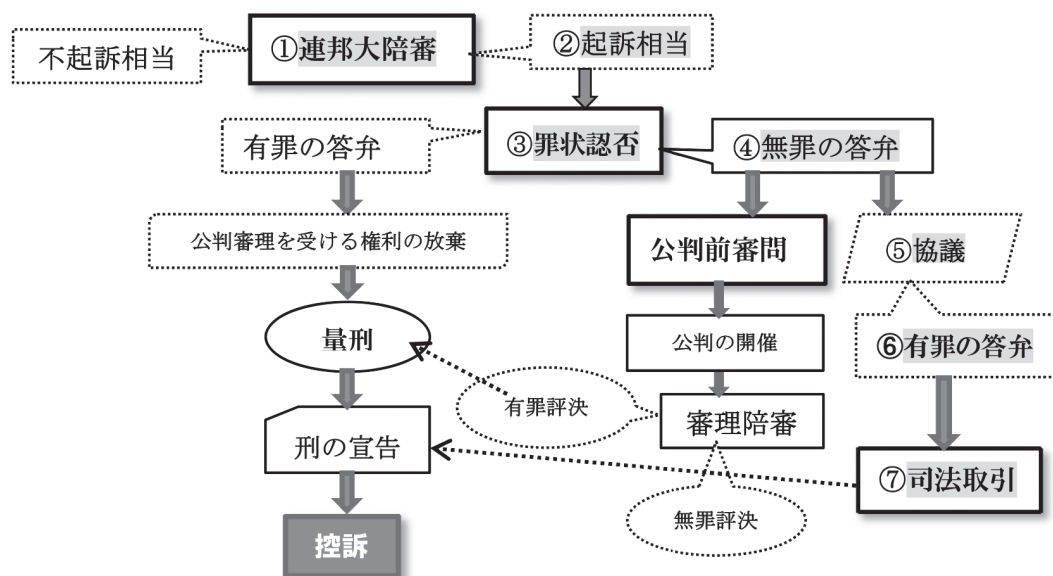 不起訴相当
①連邦大陪審
②起訴相当
有罪の答弁
③罪状認否
④無罪の答弁
公判審理を受ける権利の放棄
公判前審問
⑤協議
量刑
公判の開催
⑥有罪の答弁
有罪評決
審理陪審
刑の宣告
⑦司法取引
無罪評決
控訴